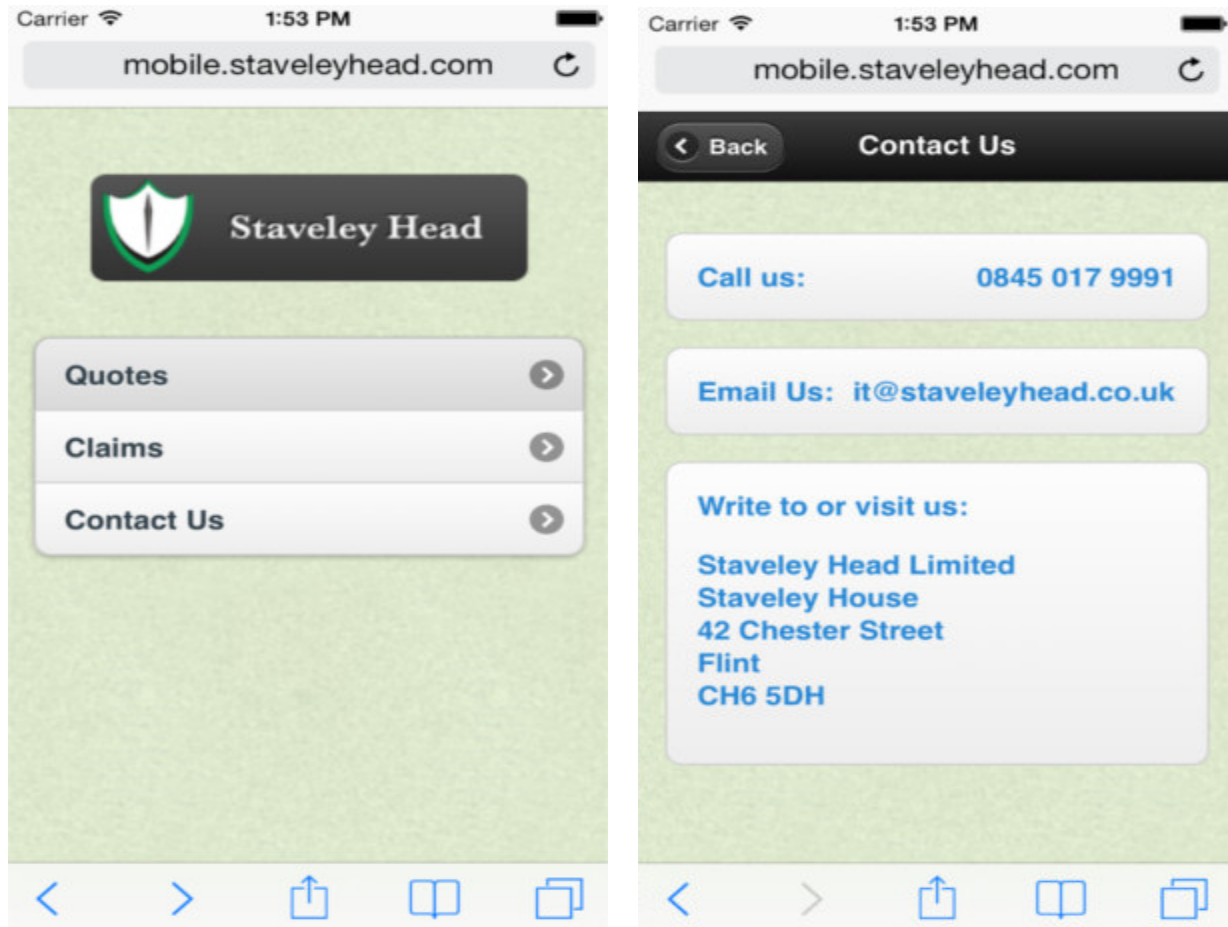 Carrier 1:53 PM
mobile.staveleyhead.com
Staveley Head
Quotes
Claims
Contact Us
Carrier 1:53 PM
mobile.staveleyhead.com
Back Contact Us
Call us: 0845 017 9991
Email Us: it@staveleyhead.co.uk
Write to or visit us:
Staveley Head Limited
Staveley House
42 Chester Street
Flint
CH6 5DH